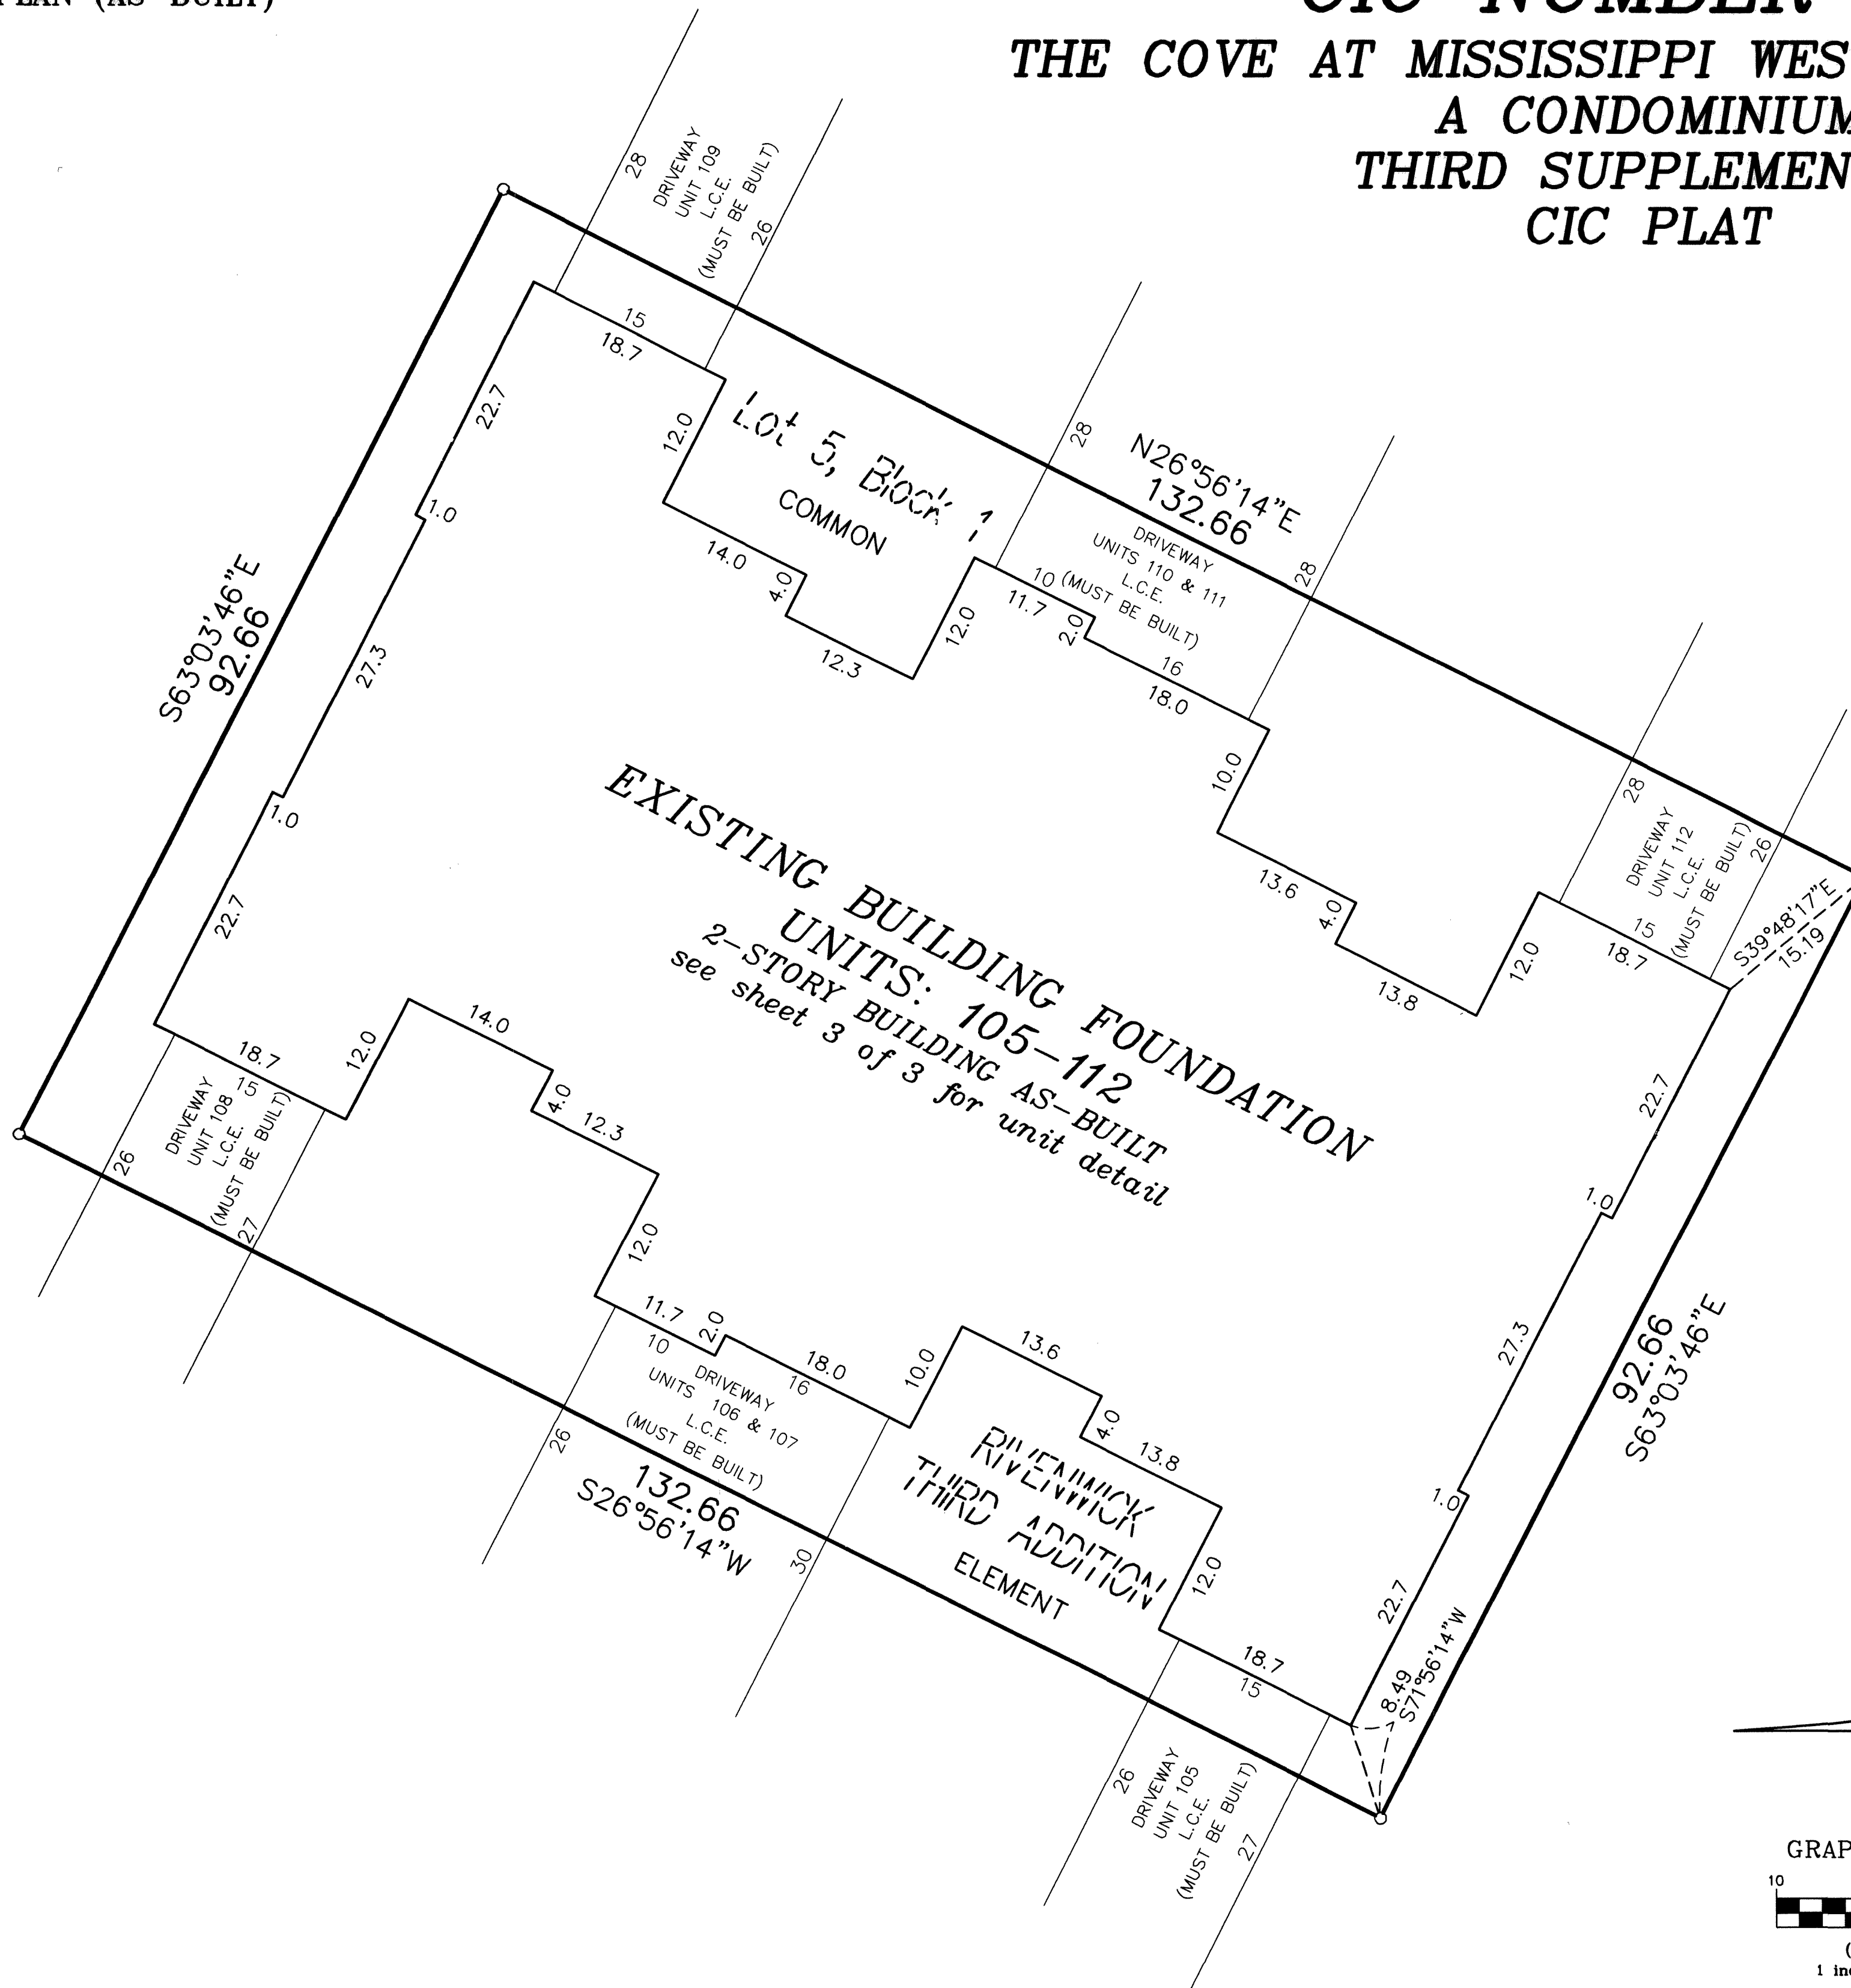 PLAN (AS-BUILT)
CIC NUMBER
THE COVE AT MISSISSIPPI WES
A CONDOMINIUM
THIRD SUPPLEMEN
CIC PLAT
28
DRIVEWAY
UNIT 109
L.C.E.
(MUST BE BUILT)
26
15
18.7
22.7
12.0
Lot 5, Block 1
COMMON
1.0
14.0
4.0
12.3
12.0
28
N26°56'14"E
132.66
DRIVEWAY
UNITS 110 & 111
L.C.E.
(MUST BE BUILT)
10
11.7
2.0
16
18.0
28
10.0
13.6
4.0
13.8
12.0
28
DRIVEWAY
UNIT 112
L.C.E.
(MUST BE BUILT)
26
15
18.7
S39°48'17"E
15.19
S63°03'46"E
92.66
27.3
1.0
22.7
EXISTING BUILDING FOUNDATION
UNITS: 105-112
2-STORY BUILDING AS-BUILT
see sheet 3 of 3 for unit detail
22.7
1.0
27.3
92.66
S63°03'46"E
1.0
22.7
8.49
S71°56'14"W
18.7
15
12.0
14.0
4.0
12.3
12.0
26
DRIVEWAY
UNIT 108
L.C.E.
(MUST BE BUILT)
27
11.7
10
2.0
18.0
16
10.0
DRIVEWAY
UNITS 106 & 107
L.C.E.
(MUST BE BUILT)
26
132.66
S26°56'14"W
30
13.6
4.0
13.8
12.0
RIVENWICK
THIRD ADDITION
ELEMENT
18.7
15
26
DRIVEWAY
UNIT 105
L.C.E.
(MUST BE BUILT)
27
GRAP
10
(
1 inc